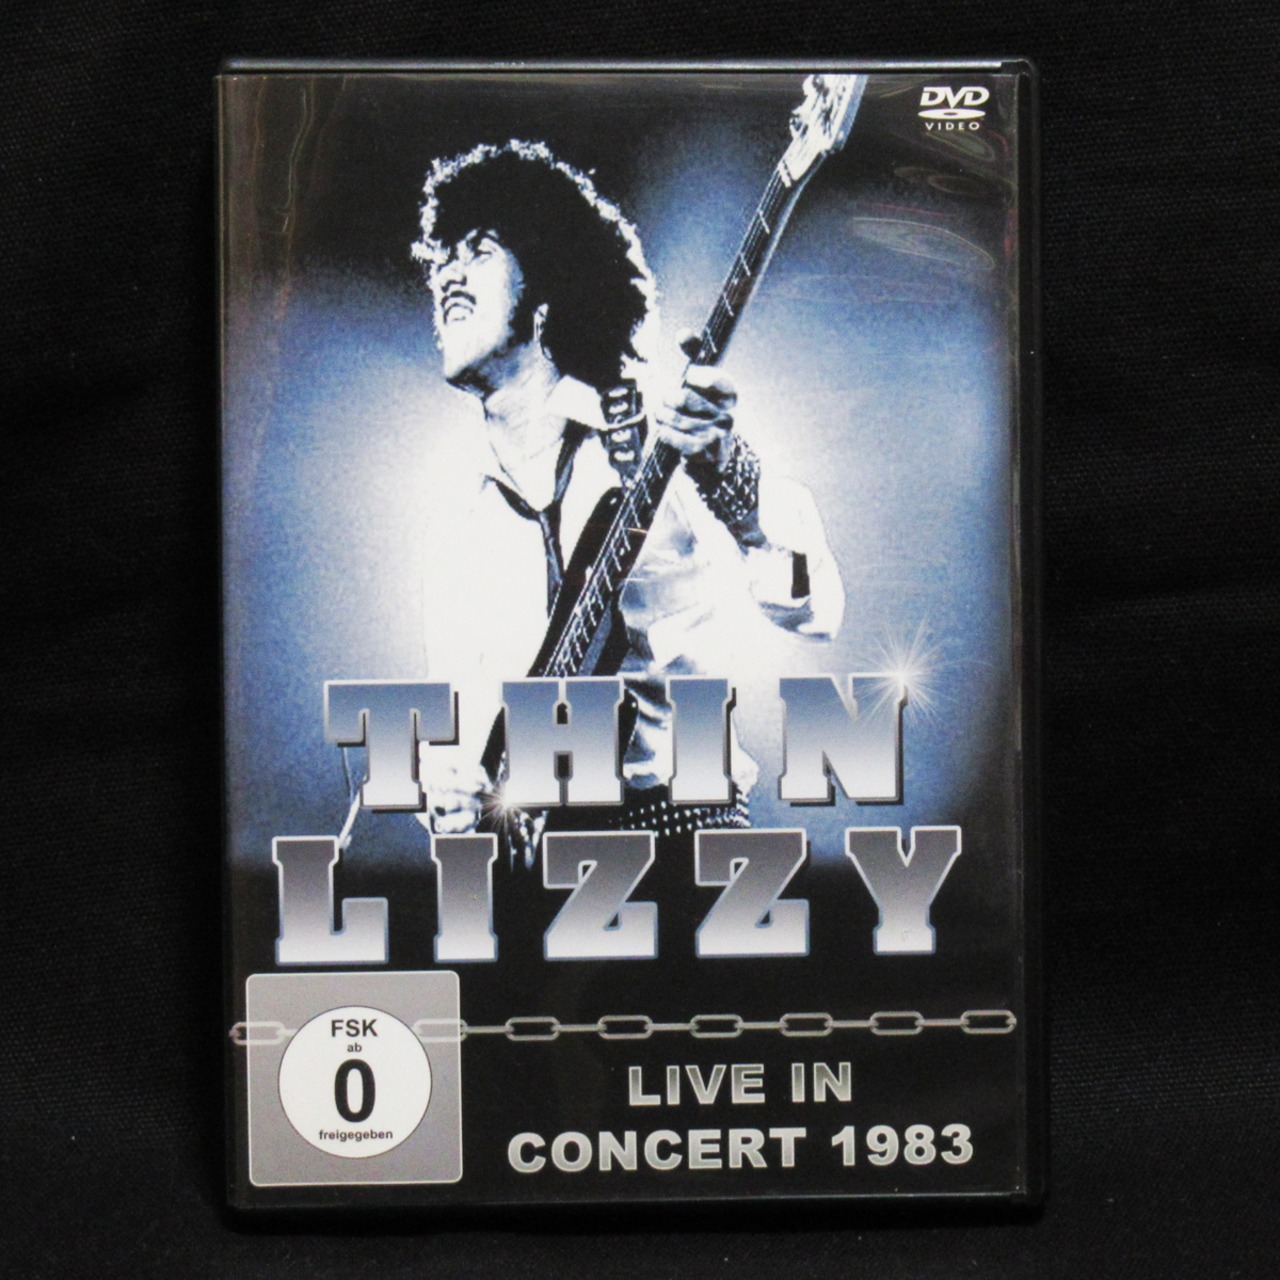 DVD
VIDEO
THIN
LIZZY
FSK
ab
0
freigegeben
LIVE IN
CONCERT 1983